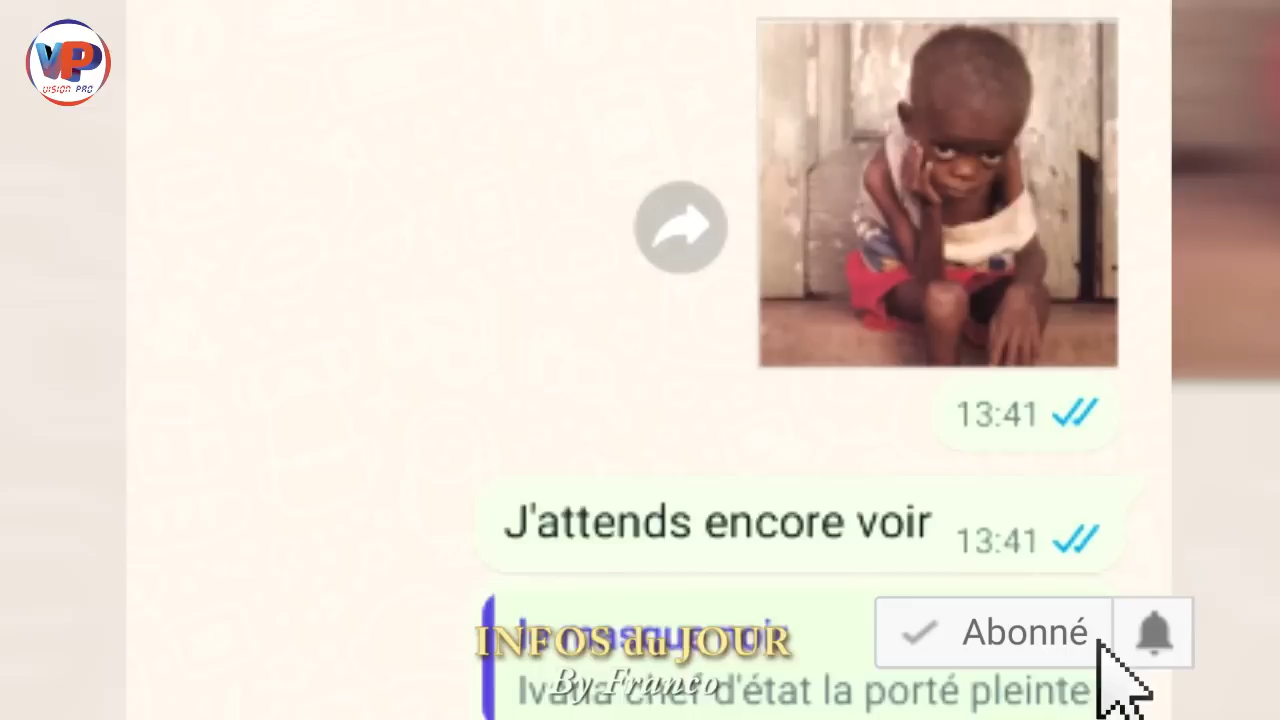 VP
VISION PRO
13:41
J'attends encore voir 13:41
Abonné
INFOS du JOUR
By Franco
d'état la porté pleinte